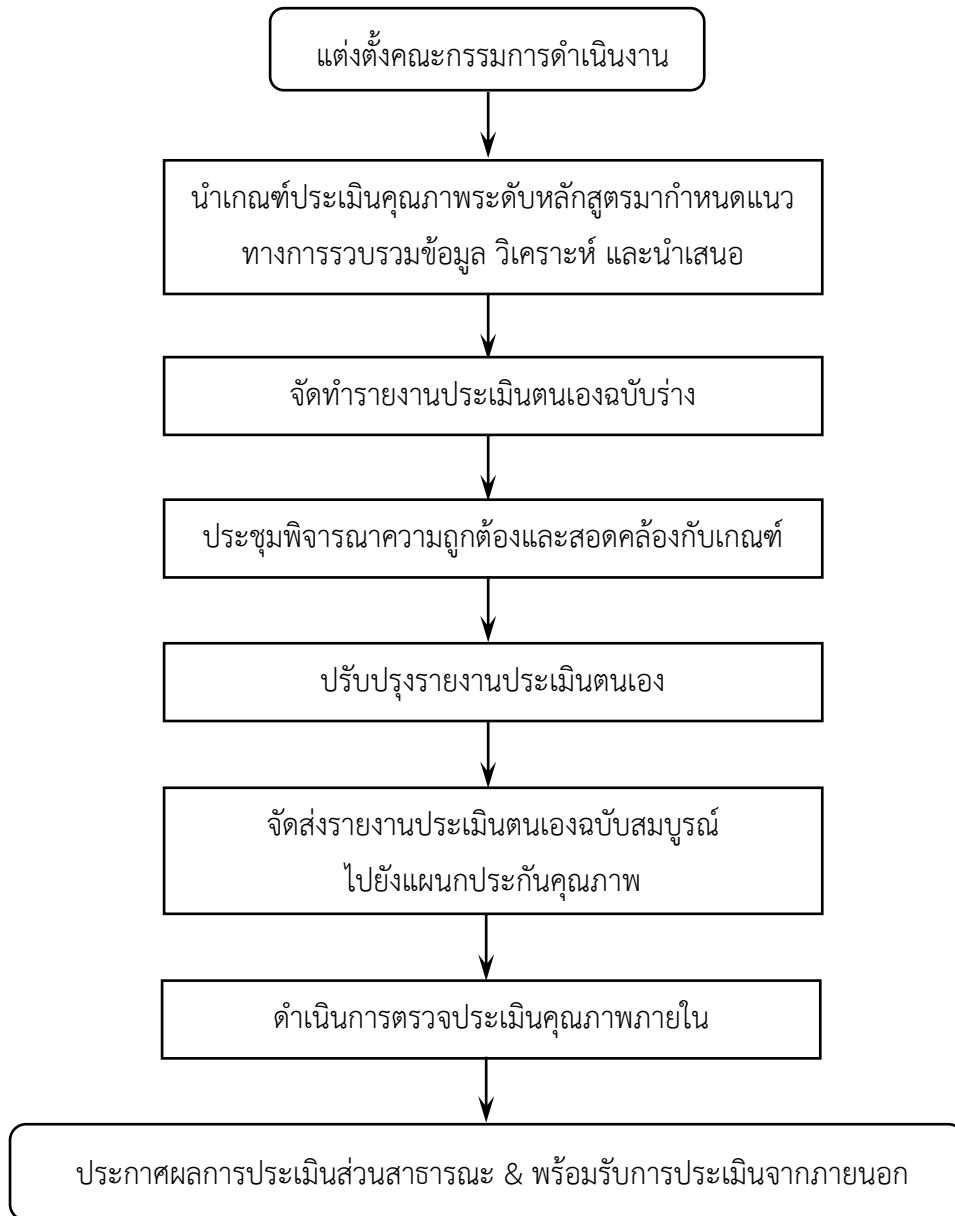 แต่งตั้งคณะกรรมการดำเนินงาน
นำเกณฑ์ประเมินคุณภาพระดับหลักสูตรมากำหนดแนว
ทางการรวบรวมข้อมูล วิเคราะห์ และนำเสนอ
จัดทำรายงานประเมินตนเองฉบับร่าง
ประชุมพิจารณาความถูกต้องและสอดคล้องกับเกณฑ์
ปรับปรุงรายงานประเมินตนเอง
จัดส่งรายงานประเมินตนเองฉบับสมบูรณ์
ไปยังแผนกประกันคุณภาพ
ดำเนินการตรวจประเมินคุณภาพภายใน
ประกาศผลการประเมินส่วนสาธารณะ & พร้อมรับการประเมินจากภายนอก